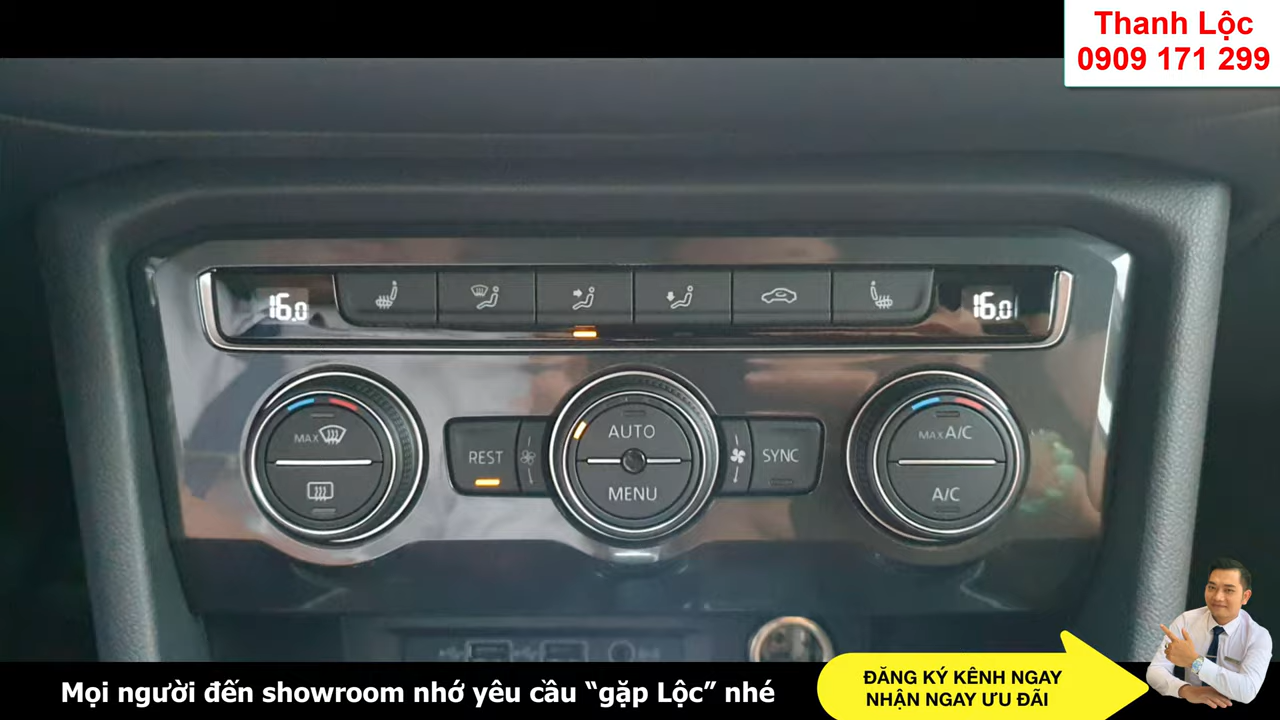 Thanh Lộc
0909 171 299
16.0
16.0
MAX
REST
AUTO
MENU
SYNC
MAX A/C
A/C
ĐĂNG KÝ KÊNH NGAY
NHẬN NGAY ƯU ĐÃI
Mọi người đến showroom nhớ yêu cầu “gặp Lộc” nhé